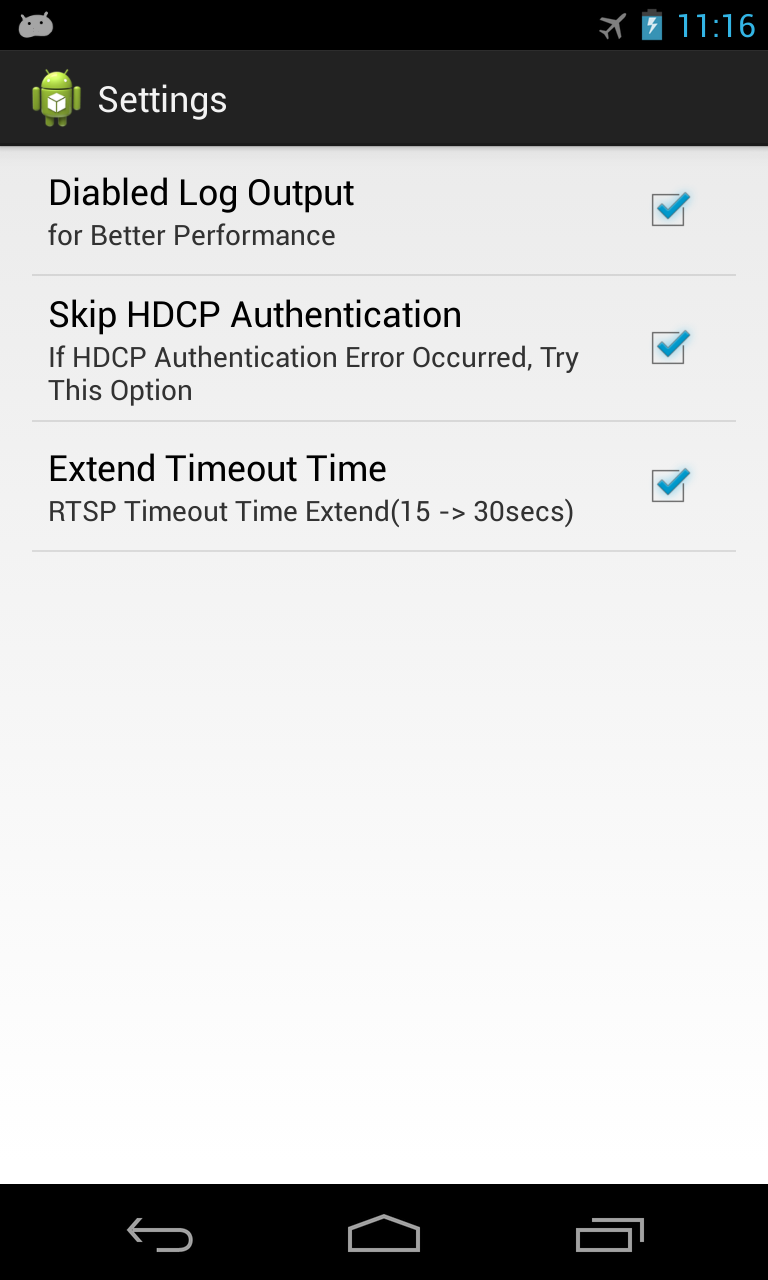 11:16
Settings
Diabled Log Output
for Better Performance
Skip HDCP Authentication
If HDCP Authentication Error Occurred, Try
This Option
Extend Timeout Time
RTSP Timeout Time Extend(15 -> 30secs)